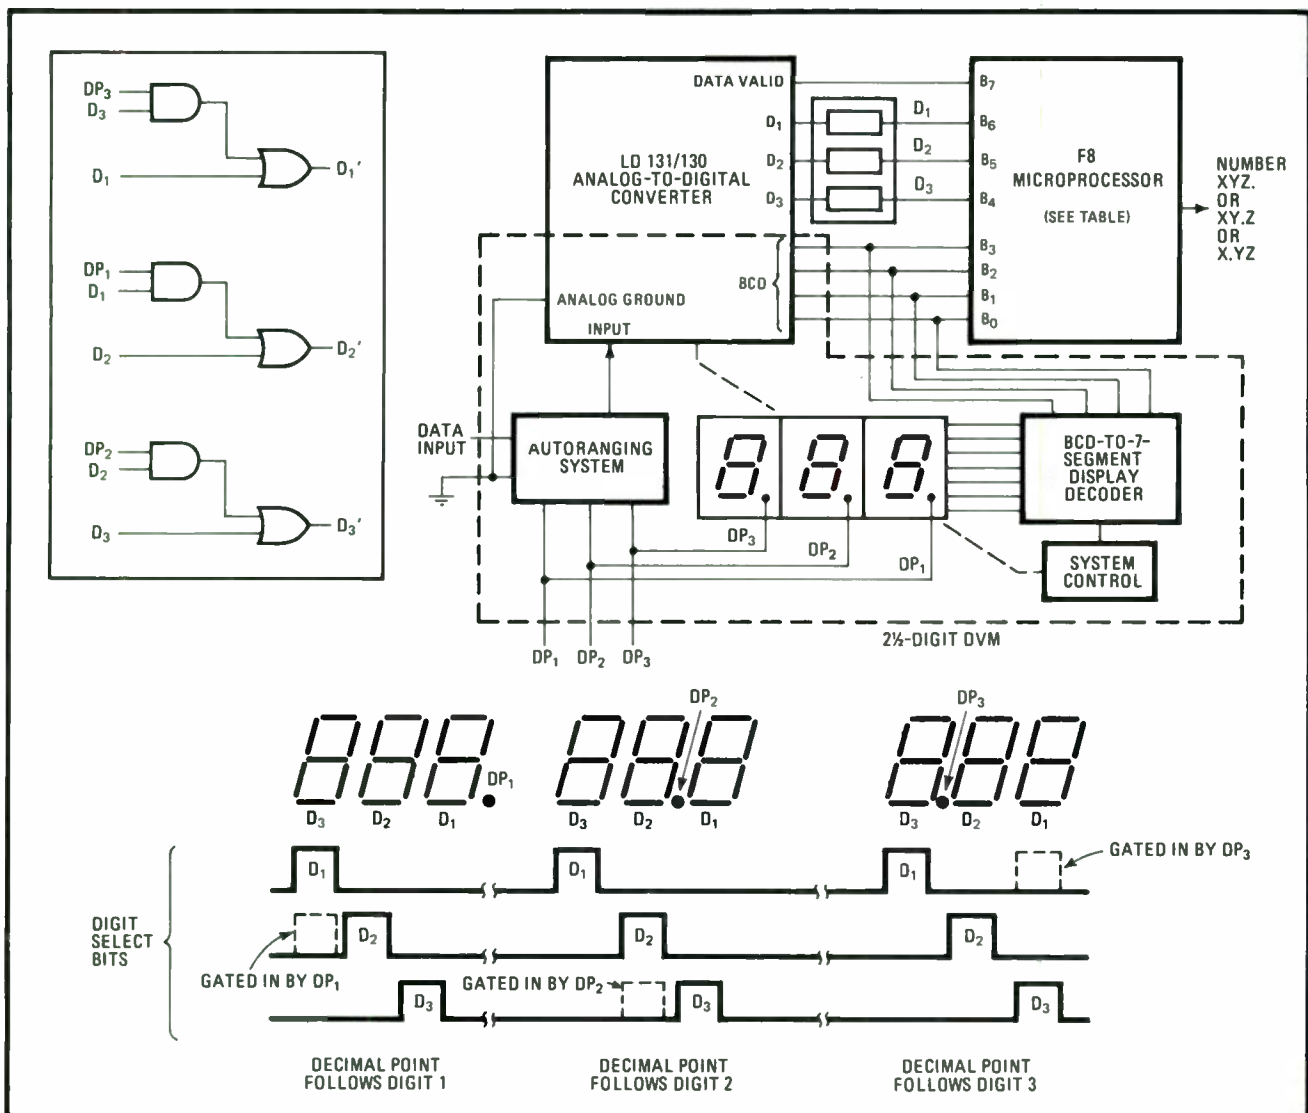 DP₃
D₃
D₁
D₁'
DP₁
D₁
D₂
D₂'
DP₂
D₂
D₃
D₃'
DATA VALID
D₁
D₂
D₃
LD 131/130
ANALOG-TO-DIGITAL
CONVERTER
BCD
ANALOG GROUND
INPUT
D₁
D₂
D₃
B₇
B₆
B₅
B₄
B₃
B₂
B₁
B₀
F8
MICROPROCESSOR
(SEE TABLE)
NUMBER
XYZ.
OR
XY.Z
OR
X.YZ
DATA
INPUT
AUTORANGING
SYSTEM
DP₃
DP₂
DP₁
BCD-TO-7-
SEGMENT
DISPLAY
DECODER
SYSTEM
CONTROL
2½-DIGIT DVM
DP₁ DP₂ DP₃
DP₁
D₃ D₂ D₁
DP₂
D₃ D₂ D₁
DP₃
D₃ D₂ D₁
DIGIT
SELECT
BITS
D₁
D₁
D₁
GATED IN BY DP₃
D₂
D₂
D₂
GATED IN BY DP₁
D₃
GATED IN BY DP₂
D₃
D₃
DECIMAL POINT
FOLLOWS DIGIT 1
DECIMAL POINT
FOLLOWS DIGIT 2
DECIMAL POINT
FOLLOWS DIGIT 3